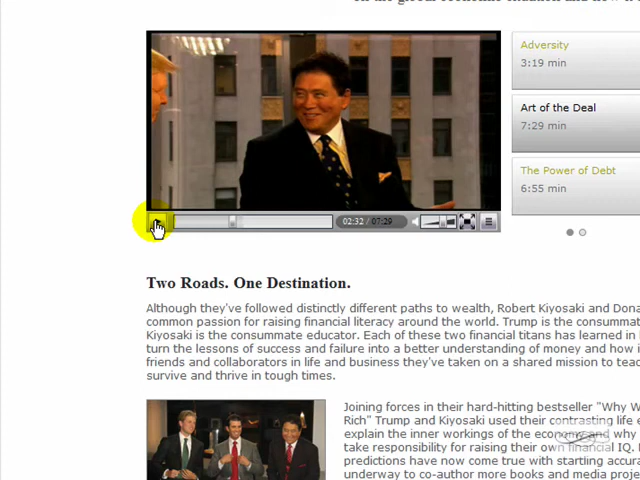 Adversity
3:19 min
Art of the Deal
7:29 min
The Power of Debt
6:55 min
02:32 / 07:29
Two Roads. One Destination.
Although they've followed distinctly different paths to wealth, Robert Kiyosaki and Dona
common passion for raising financial literacy around the world. Trump is the consummat
Kiyosaki is the consummate educator. Each of these two financial titans has learned in
turn the lessons of success and failure into a better understanding of money and how i
friends and collaborators in life and business they've taken on a shared mission to tea
survive and thrive in tough times.
Joining forces in their hard-hitting bestseller "Why W
Rich" Trump and Kiyosaki used their contrasting life e
explain the inner workings of the economy and why
take responsibility for raising their own financial IQ.
predictions have now come true with startling accura
underway to co-author more books and media proje